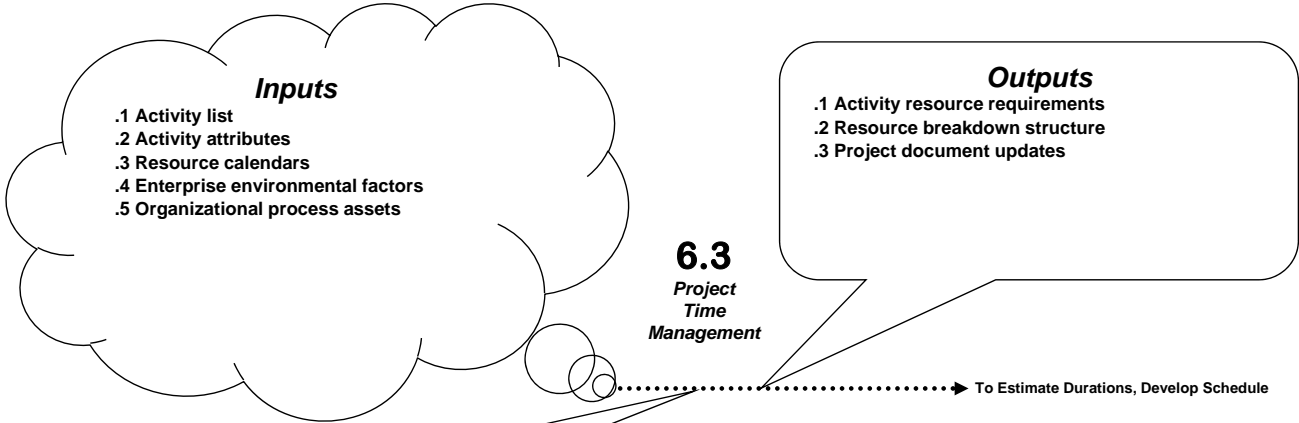 Inputs
.1 Activity list
.2 Activity attributes
.3 Resource calendars
.4 Enterprise environmental factors
.5 Organizational process assets
Outputs
.1 Activity resource requirements
.2 Resource breakdown structure
.3 Project document updates
6.3
Project
Time
Management
To Estimate Durations, Develop Schedule